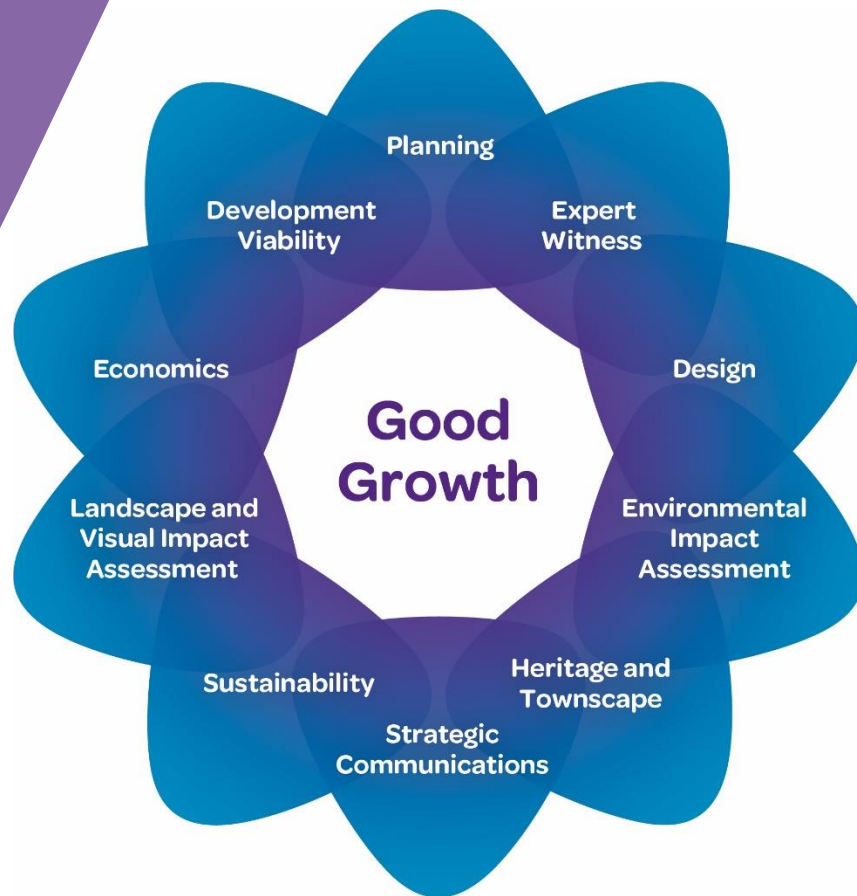 Planning
Development
Viability
Expert
Witness
Economics
Design
Good
Growth
Landscape and
Visual Impact
Assessment
Environmental
Impact
Assessment
Sustainability
Heritage and
Townscape
Strategic
Communications